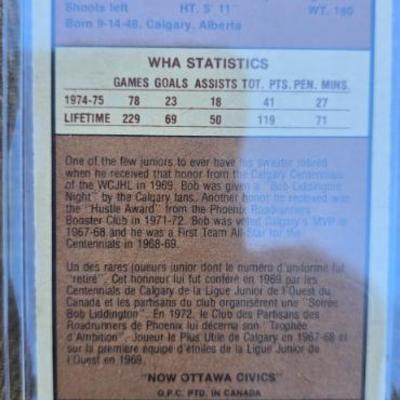 Shoots left HT. 5' 11" WT. 180
Born 9-14-48, Calgary, Alberta
WHA STATISTICS
GAMES GOALS ASSISTS TOT. PTS. PEN. MINS.
1974-75 78 23 18 41 27
LIFETIME 229 69 50 119 71
One of the few juniors to ever have his sweater retired
when he received that honor from the Calgary Centennials
of the WCJHL in 1969. Bob was given a "Bob Liddington
Night" by the Calgary fans. Another honor he received was
the "Hustle Award" from the Phoenix Roadrunners
Booster Club in 1971-72. Bob was voted Calgary's MVP in
1967-68 and he was a First Team All-Star for the
Centennials in 1968-69.
Un des rares joueurs junior dont le numéro d'uniforme fut
"retiré". Cet honneur lui fut conféré en 1969 par les
Centennials de Calgary de la Ligue Junior de l'Ouest du
Canada et les partisans du club organisèrent une "Soirée
Bob Liddington". En 1972, le Club des Partisans des
Roadrunners de Phoenix lui décerna son "Trophée
d'Ambition". Joueur le Plus Utile de Calgary en 1967-68 et
sur la première équipe d'étoiles de la Ligue Junior de
l'Ouest en 1969.
"NOW OTTAWA CIVICS"
O.P.C. PTD. IN CANADA